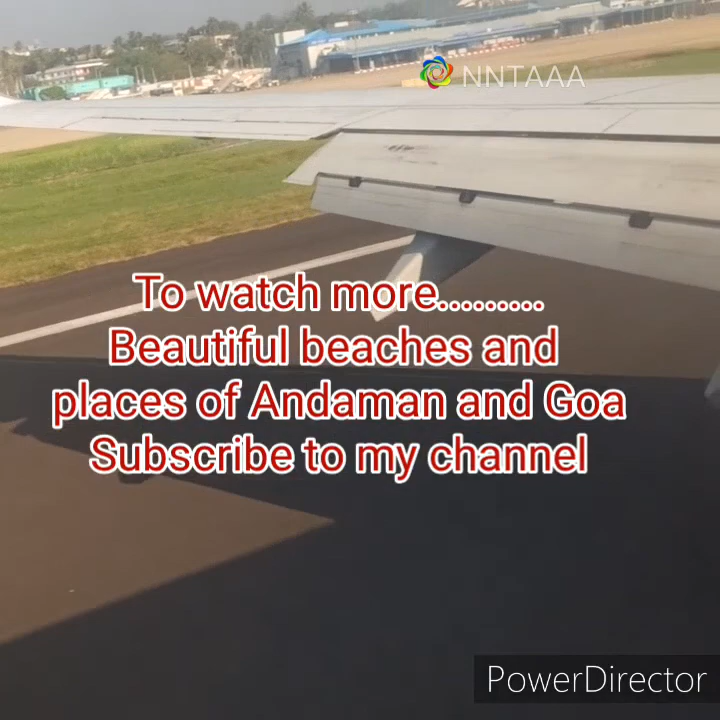 NNTAAA
To watch more.........
Beautiful beaches and
places of Andaman and Goa
Subscribe to my channel
PowerDirector